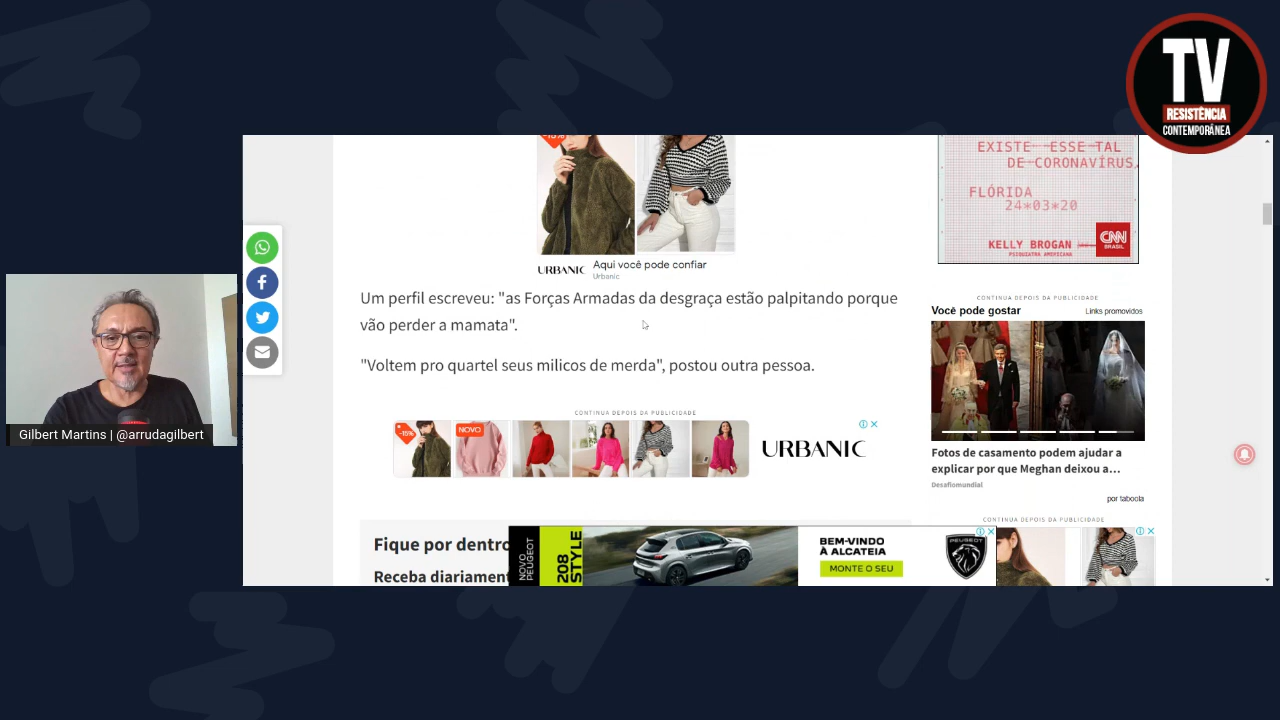 TV
RESISTÊNCIA
CONTEMPORÂNEA
-15%
EXISTE ESSE TAL
DE CORONAVÍRUS,
FLÓRIDA
24*03*20
KELLY BROGAN
PSIQUIATRA AMERICANA
CNN
BRASIL
URBANIC
Aqui você pode confiar
Urbanic
Um perfil escreveu: "as Forças Armadas da desgraça estão palpitando porque
vão perder a mamata".
"Voltem pro quartel seus milicos de merda", postou outra pessoa.
CONTINUA DEPOIS DA PUBLICIDADE
-15%
NOVO
URBANIC
CONTINUA DEPOIS DA PUBLICIDADE
Você pode gostar
Links promovidos
Fotos de casamento podem ajudar a
explicar por que Meghan deixou a...
Desafiomundial
por taboola
CONTINUA DEPOIS DA PUBLICIDADE
Fique por dentro
Receba diariament
NOVO
PEUGEOT
208
STYLE
BEM-VINDO
À ALCATEIA
MONTE O SEU
PEUGEOT
Gilbert Martins | @arrudagilbert